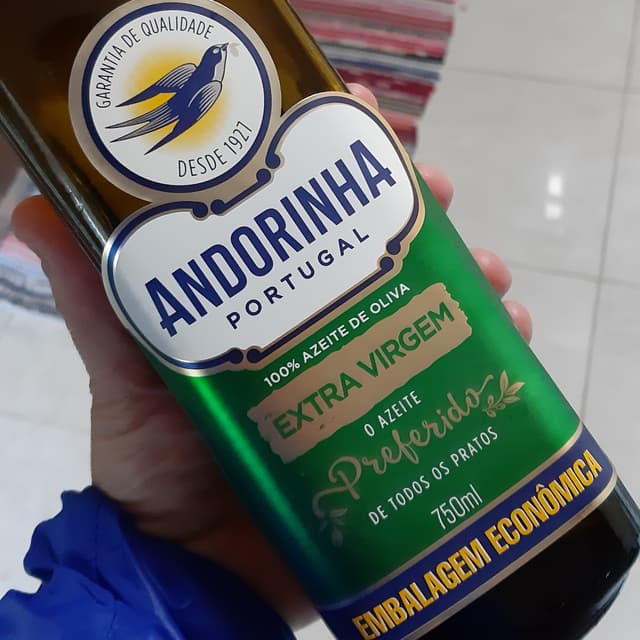 GARANTIA DE QUALIDADE
DESDE 1927
ANDORINHA
PORTUGAL
100% AZEITE DE OLIVA
EXTRA VIRGEM
O AZEITE
Preferido
DE TODOS OS PRATOS
750ml
EMBALAGEM ECONÔMICA